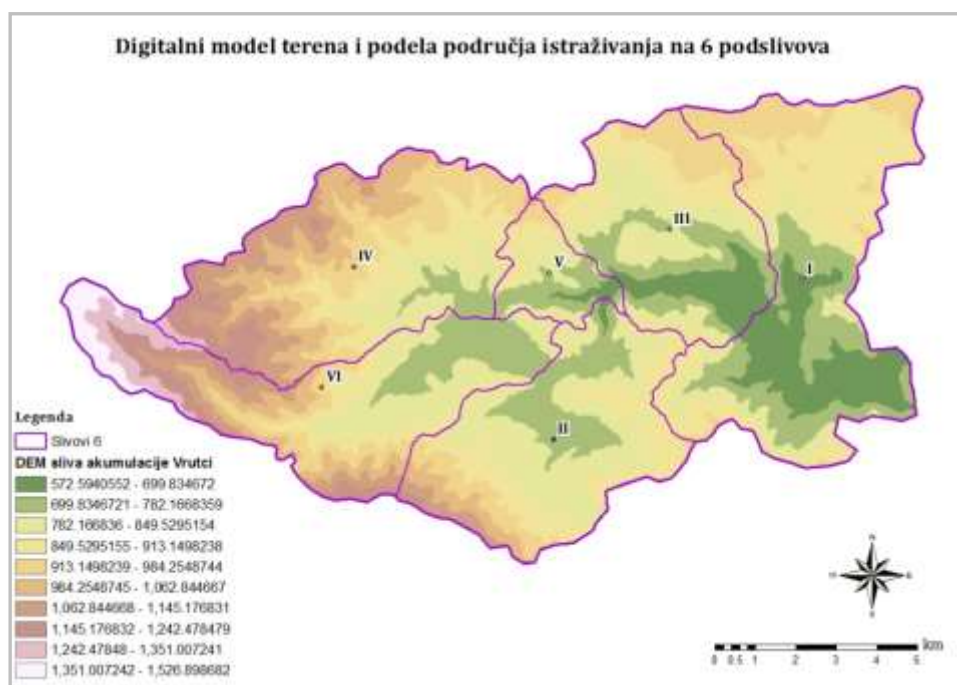 Digitalni model terena i podela područja istraživanja na 6 podslivova
III
IV
V
I
VI
II
Legenda
Slivovi 6
DEM sliva akumulacije Vrutci
572.5940552 - 699.834672
699.8346721 - 782.1668359
782.166836 - 849.5295154
849.5295155 - 913.1498238
913.1498239 - 984.2548744
984.2548745 - 1,062.844667
1,062.844668 - 1,145.176831
1,145.176832 - 1,242.478479
1,242.47848 - 1,351.007241
1,351.007242 - 1,526.898682
N
S
km
0 0.5 1 2 3 4 5